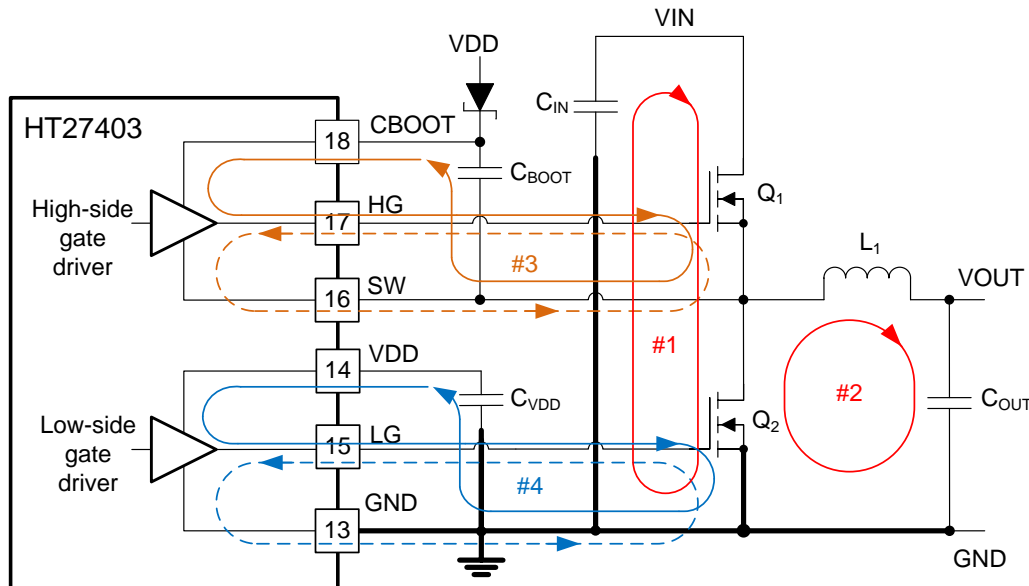 VIN
VDD
HT27403
CIN
18 CBOOT
CBOOT
High-side
gate
driver
17 HG
Q1
#3
L1
16 SW
VOUT
#1
14 VDD
#2
CVDD
COUT
Low-side
gate
driver
15 LG
Q2
#4
13 GND
GND